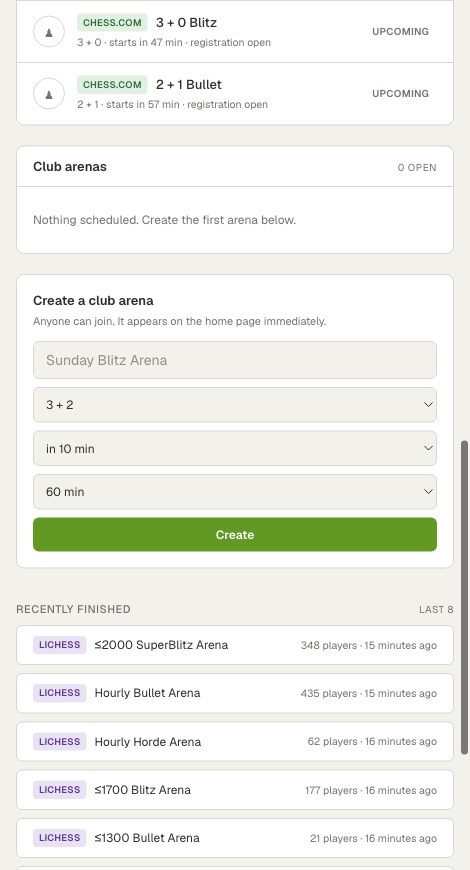 CHESS.COM 3 + 0 Blitz
3 + 0 · starts in 47 min · registration open
UPCOMING
CHESS.COM 2 + 1 Bullet
2 + 1 · starts in 57 min · registration open
UPCOMING
Club arenas 0 OPEN
Nothing scheduled. Create the first arena below.
Create a club arena
Anyone can join. It appears on the home page immediately.
Sunday Blitz Arena
3 + 2
in 10 min
60 min
Create
RECENTLY FINISHED LAST 8
LICHESS ≤2000 SuperBlitz Arena 348 players · 15 minutes ago
LICHESS Hourly Bullet Arena 435 players · 15 minutes ago
LICHESS Hourly Horde Arena 62 players · 16 minutes ago
LICHESS ≤1700 Blitz Arena 177 players · 16 minutes ago
LICHESS ≤1300 Bullet Arena 21 players · 16 minutes ago